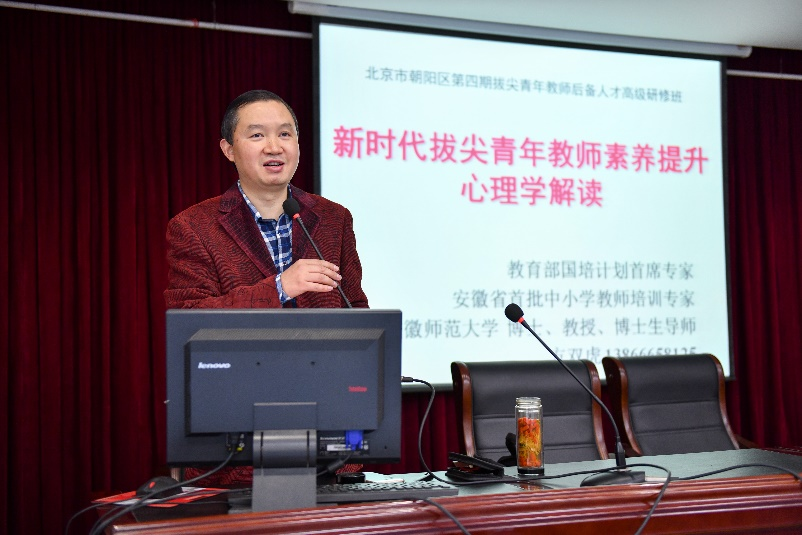 北京市朝阳区第四期拔尖青年教师后备人才高级研修班
新时代拔尖青年教师素养提升
心理学解读
教育部国培计划首席专家
安徽省首批中小学教师培训专家
徽师范大学 博士、教授、博士生导师
双虎 13866658125
lenovo